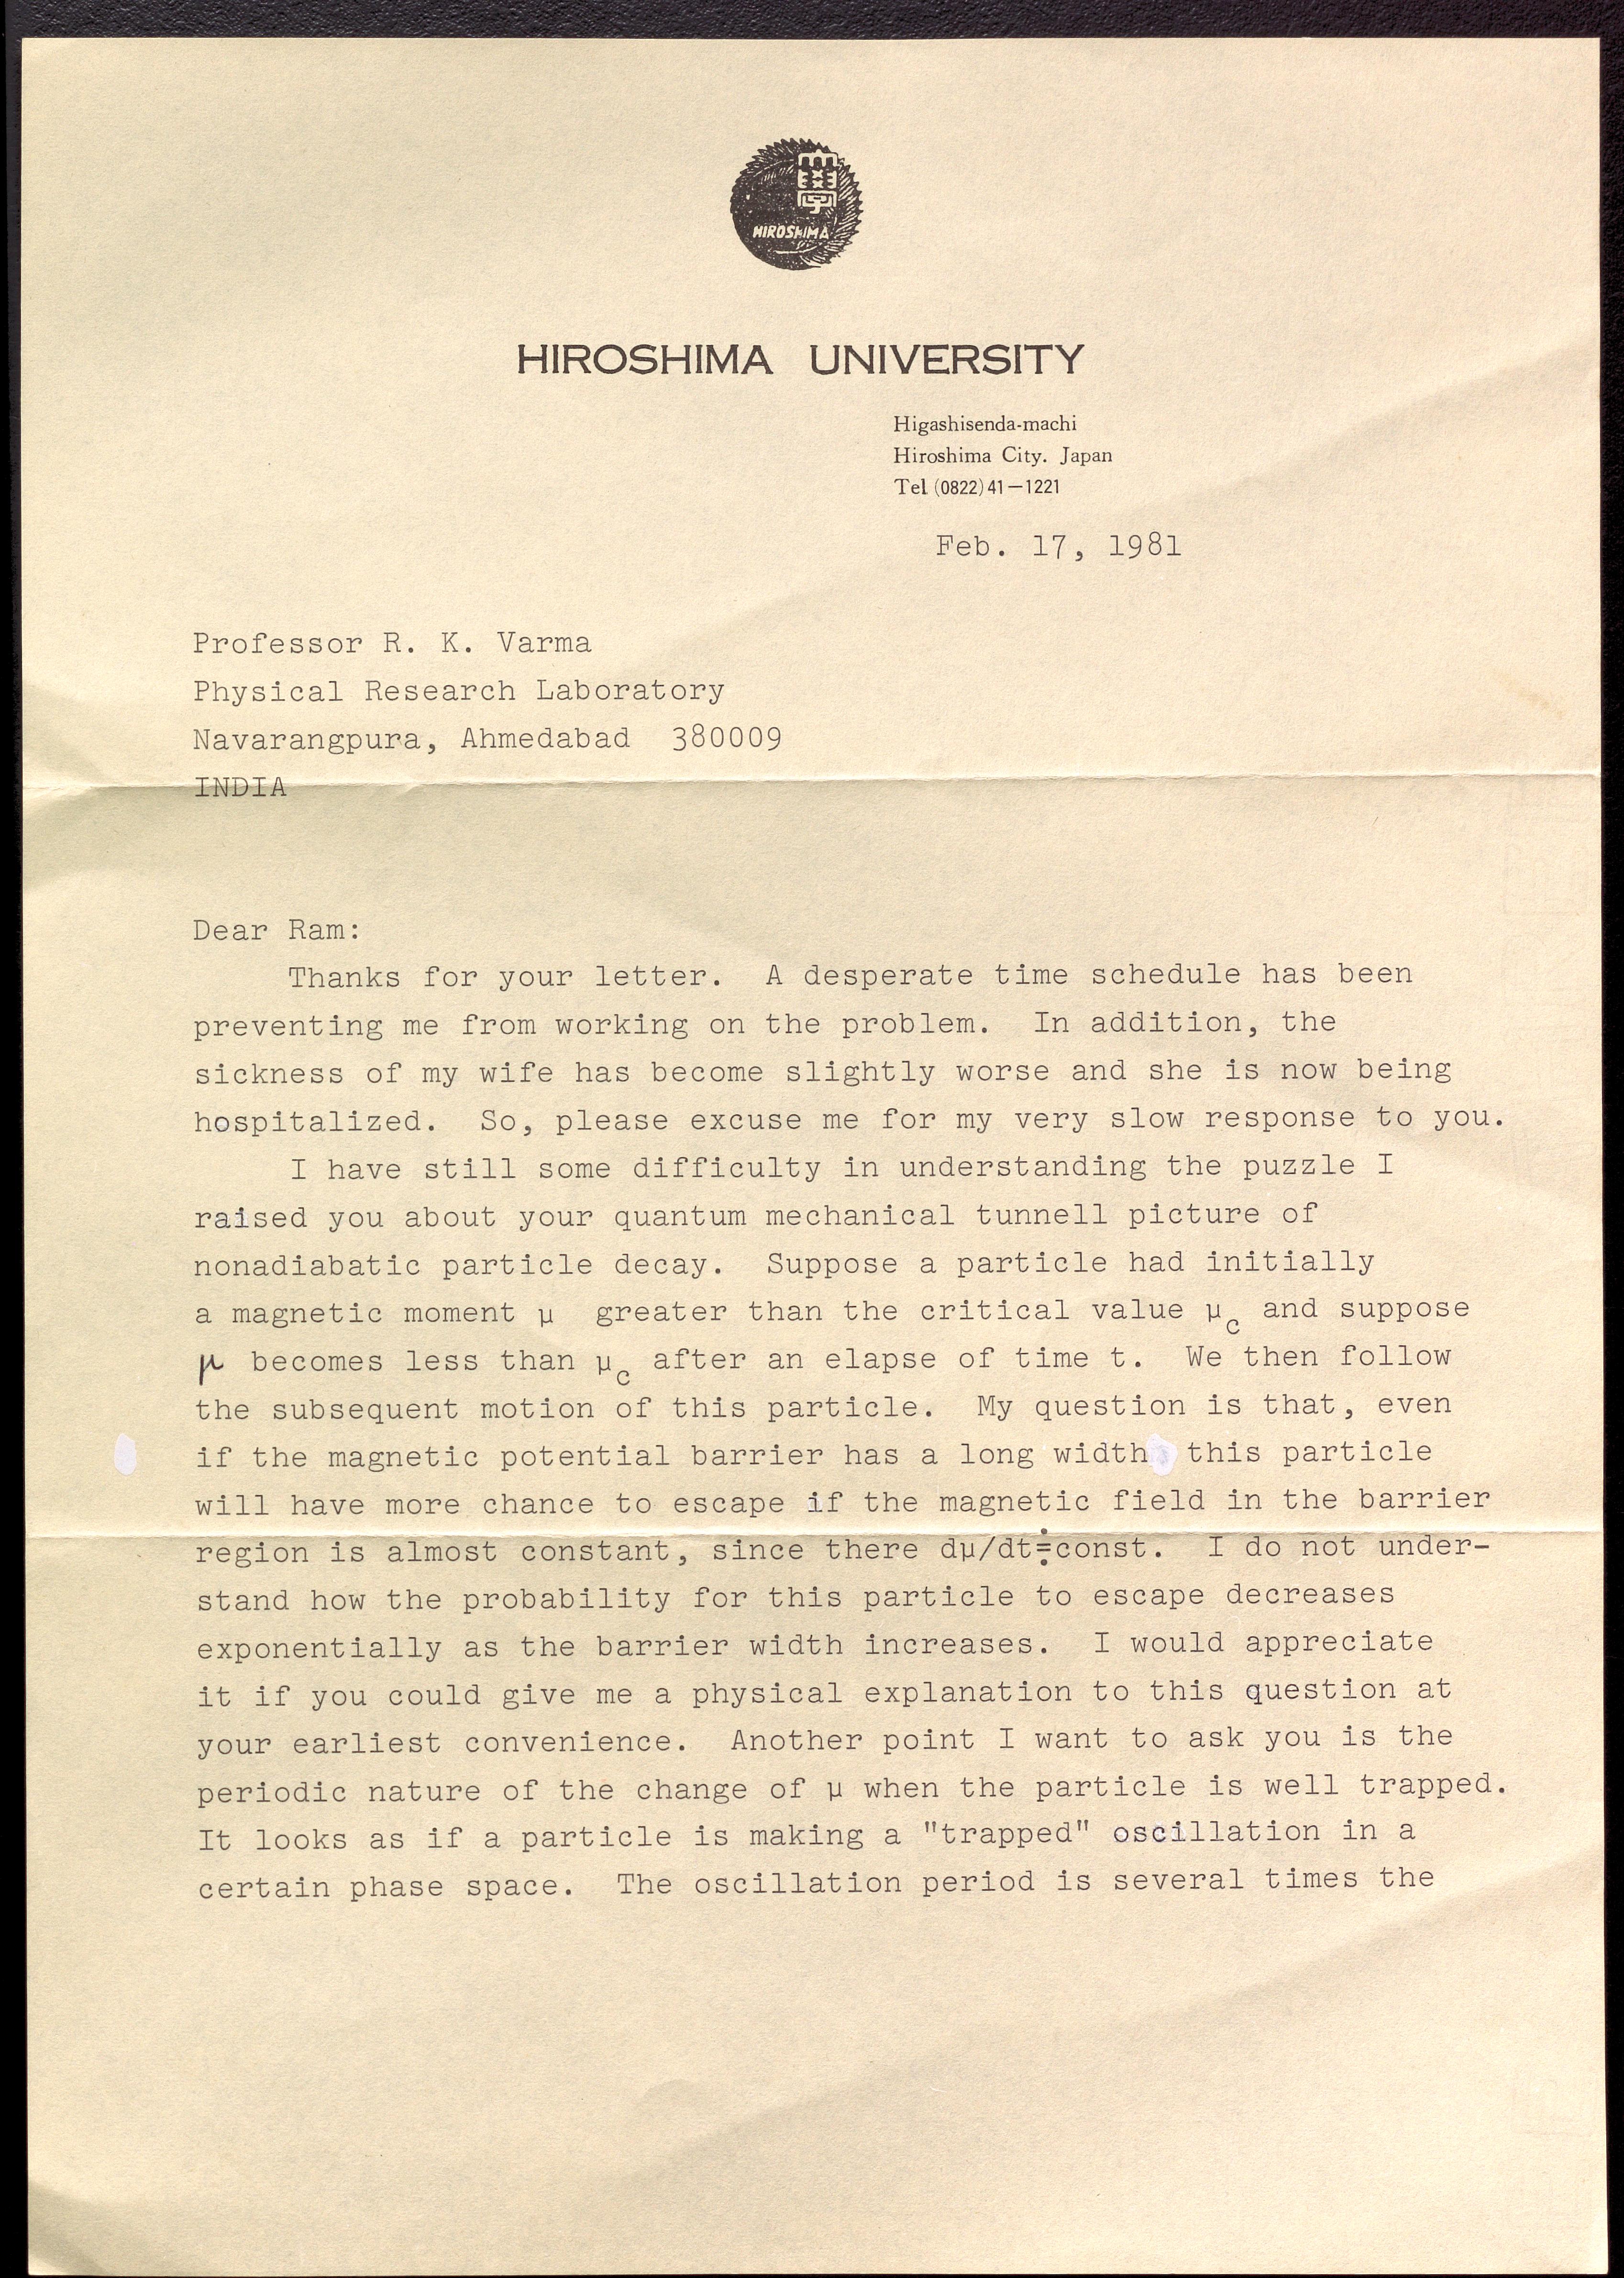 大學
HIROSHIMA
HIROSHIMA UNIVERSITY
Higashisenda-machi
Hiroshima City. Japan
Tel (0822) 41－1221
Feb. 17, 1981
Professor R. K. Varma
Physical Research Laboratory
Navarangpura, Ahmedabad  380009
INDIA
Dear Ram:
Thanks for your letter.  A desperate time schedule has been
preventing me from working on the problem.  In addition, the
sickness of my wife has become slightly worse and she is now being
hospitalized.  So, please excuse me for my very slow response to you.
I have still some difficulty in understanding the puzzle I
raised you about your quantum mechanical tunnell picture of
nonadiabatic particle decay.  Suppose a particle had initially
a magnetic moment μ  greater than the critical value μc and suppose
μ becomes less than μc after an elapse of time t.  We then follow
the subsequent motion of this particle.  My question is that, even
if the magnetic potential barrier has a long width this particle
will have more chance to escape if the magnetic field in the barrier
region is almost constant, since there dμ/dt≒const.  I do not under-
stand how the probability for this particle to escape decreases
exponentially as the barrier width increases.  I would appreciate
it if you could give me a physical explanation to this question at
your earliest convenience.  Another point I want to ask you is the
periodic nature of the change of μ when the particle is well trapped.
It looks as if a particle is making a "trapped" oscillation in a
certain phase space.  The oscillation period is several times the